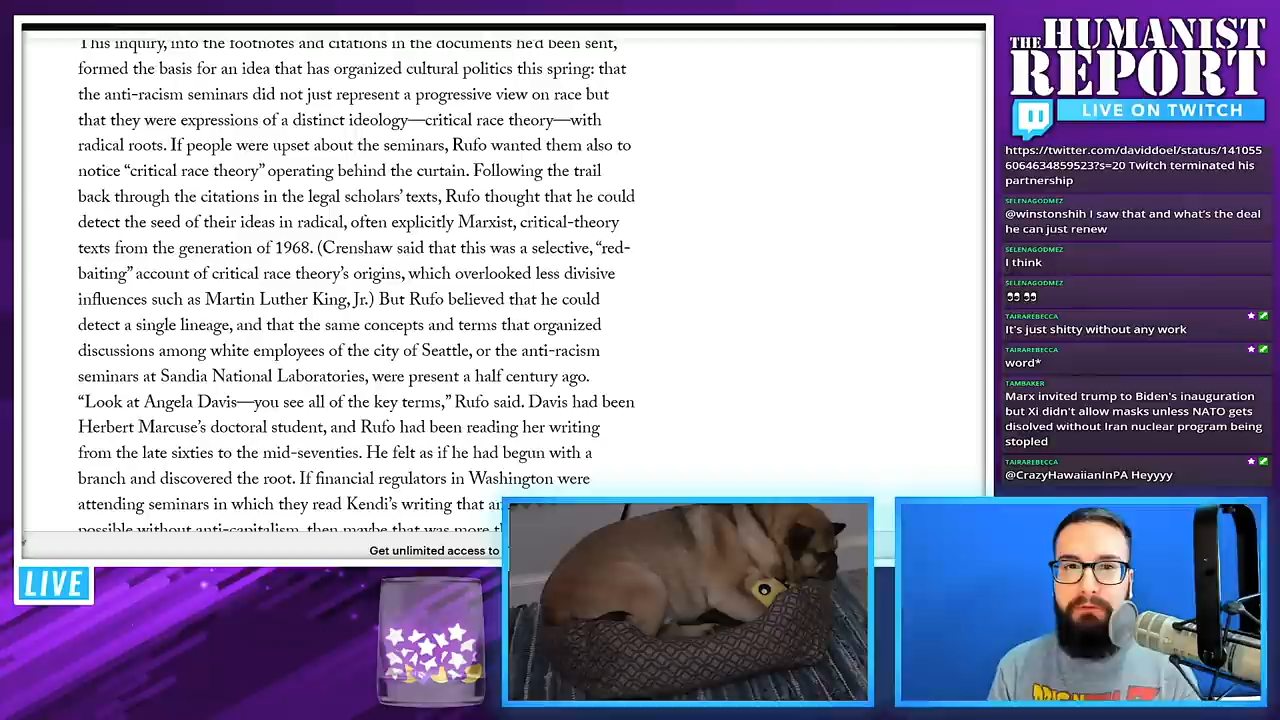 This inquiry, into the footnotes and citations in the documents he'd been sent,
formed the basis for an idea that has organized cultural politics this spring: that
the anti-racism seminars did not just represent a progressive view on race but
that they were expressions of a distinct ideology—critical race theory—with
radical roots. If people were upset about the seminars, Rufo wanted them also to
notice “critical race theory” operating behind the curtain. Following the trail
back through the citations in the legal scholars’ texts, Rufo thought that he could
detect the seed of their ideas in radical, often explicitly Marxist, critical-theory
texts from the generation of 1968. (Crenshaw said that this was a selective, “red-
baiting” account of critical race theory’s origins, which overlooked less divisive
influences such as Martin Luther King, Jr.) But Rufo believed that he could
detect a single lineage, and that the same concepts and terms that organized
discussions among white employees of the city of Seattle, or the anti-racism
seminars at Sandia National Laboratories, were present a half century ago.
“Look at Angela Davis—you see all of the key terms,” Rufo said. Davis had been
Herbert Marcuse’s doctoral student, and Rufo had been reading her writing
from the late sixties to the mid-seventies. He felt as if he had begun with a
branch and discovered the root. If financial regulators in Washington were
attending seminars in which they read Kendi’s writing that
possible without anti-capitalism, then maybe that was more
Get unlimited access to
LIVE
THE HUMANIST
REPORT
LIVE ON TWITCH
https://twitter.com/daviddoel/status/141055
6064634859523?s=20 Twitch terminated his
partnership
SELENAGODMEZ
@winstonshih I saw that and what’s the deal
he can just renew
SELENAGODMEZ
I think
SELENAGODMEZ
TAIRAREBECCA
It's just shitty without any work
TAIRAREBECCA
word*
TAMBAKER
Marx invited trump to Biden's inauguration
but Xi didn't allow masks unless NATO gets
disolved without Iran nuclear program being
stopled
TAIRAREBECCA
@CrazyHawaiianInPA Heyyyy